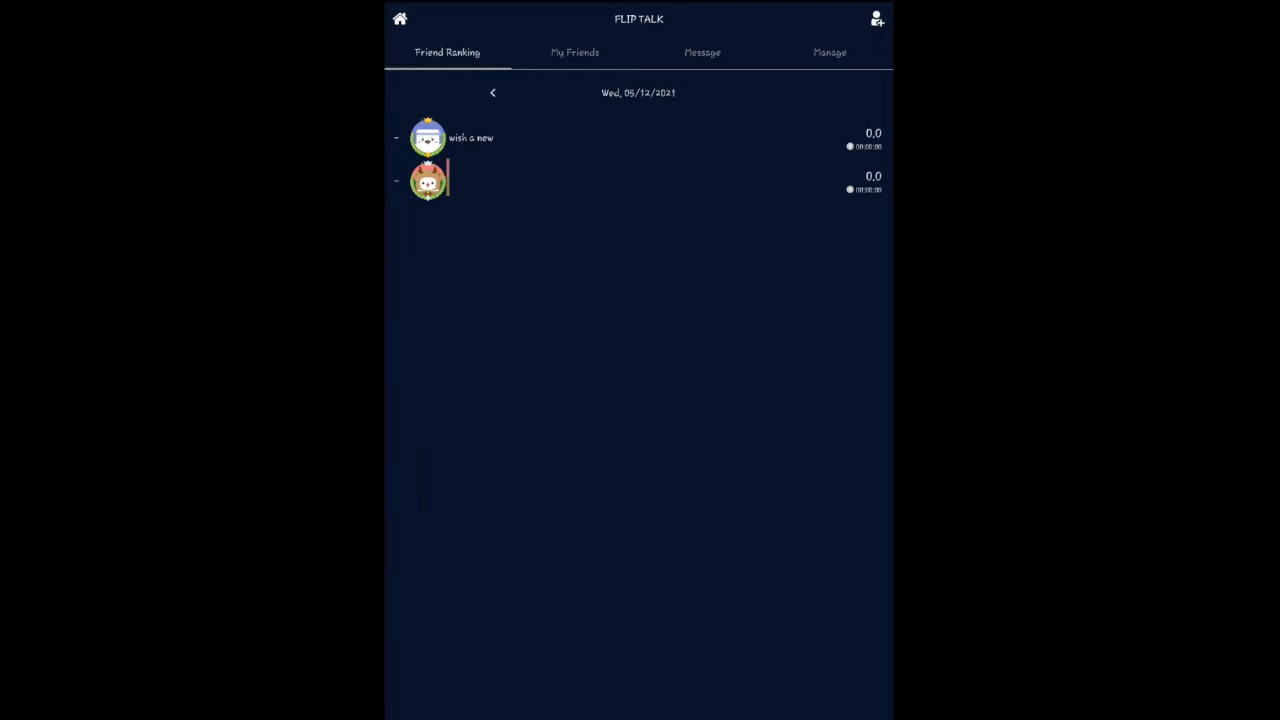 FLIP TALK
Friend Ranking
My Friends
Message
Manage
Wed, 05/12/2021
- wish a new
0,0
00:00:00
-
0,0
00:00:00